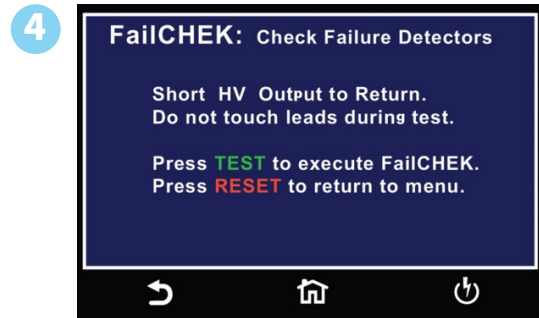 4
FailCHEK: Check Failure Detectors
Short HV Output to Return.
Do not touch leads during test.
Press TEST to execute FailCHEK.
Press RESET to return to menu.